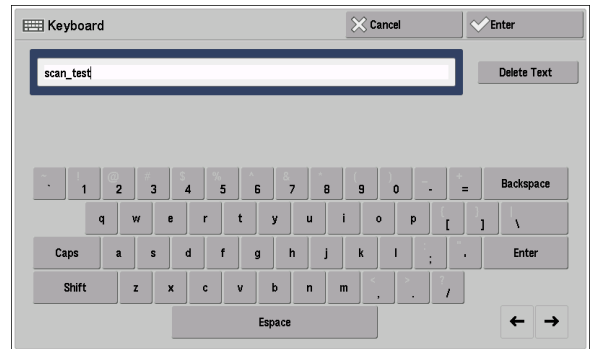 Keyboard Cancel Enter
scan_test Delete Text
~ ! @ # $ % ^ & * ( ) _ +
. 1 2 3 4 5 6 7 8 9 0 - = Backspace
q w e r t y u i o p [ ] \
Caps a s d f g h j k l ; ' Enter
Shift z x c v b n m , . /
Espace ← →